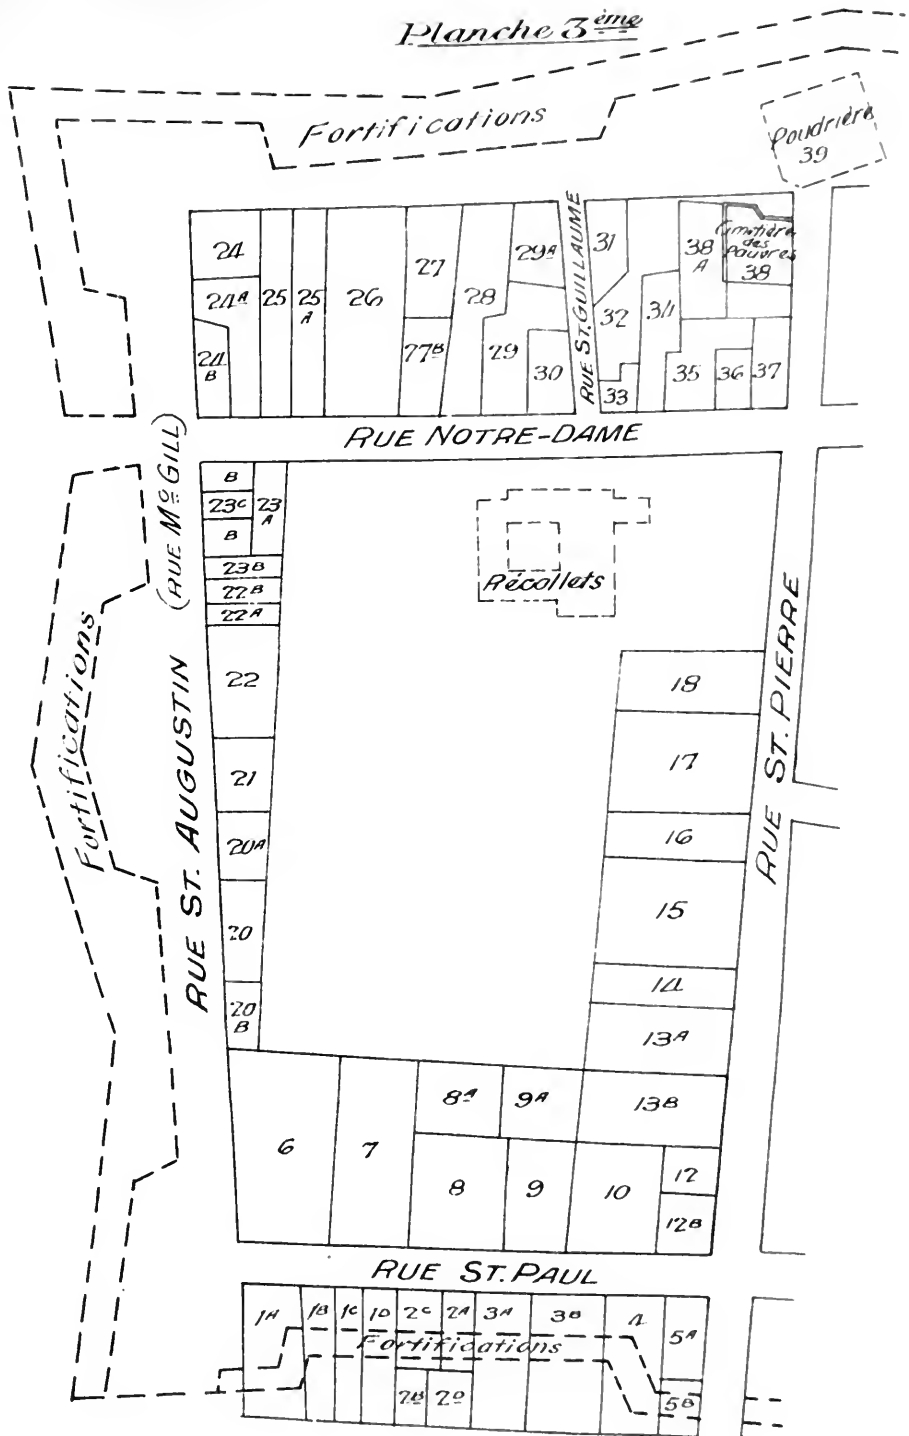 Planche 3ème
Fortifications
Poudrière
39
24
24A
24
B
25
25
A
26
27
27B
28
29A
29
30
RUE ST. GUILLAUME
31
32
33
34
38
A
Cimetière
des
Pauvres
38
35
36
37
RUE NOTRE-DAME
(RUE McGILL)
B
23C
B
23
A
23B
22B
22A
22
21
20A
20
20
B
RUE ST. AUGUSTIN
Fortifications
Récollets
RUE ST. PIERRE
18
17
16
15
14
13A
13B
6
7
8A
9A
8
9
10
12
12B
RUE ST. PAUL
1A
1B
1C
1D
2C
2A
3A
3B
4
5A
Fortifications
2B
2D
5B